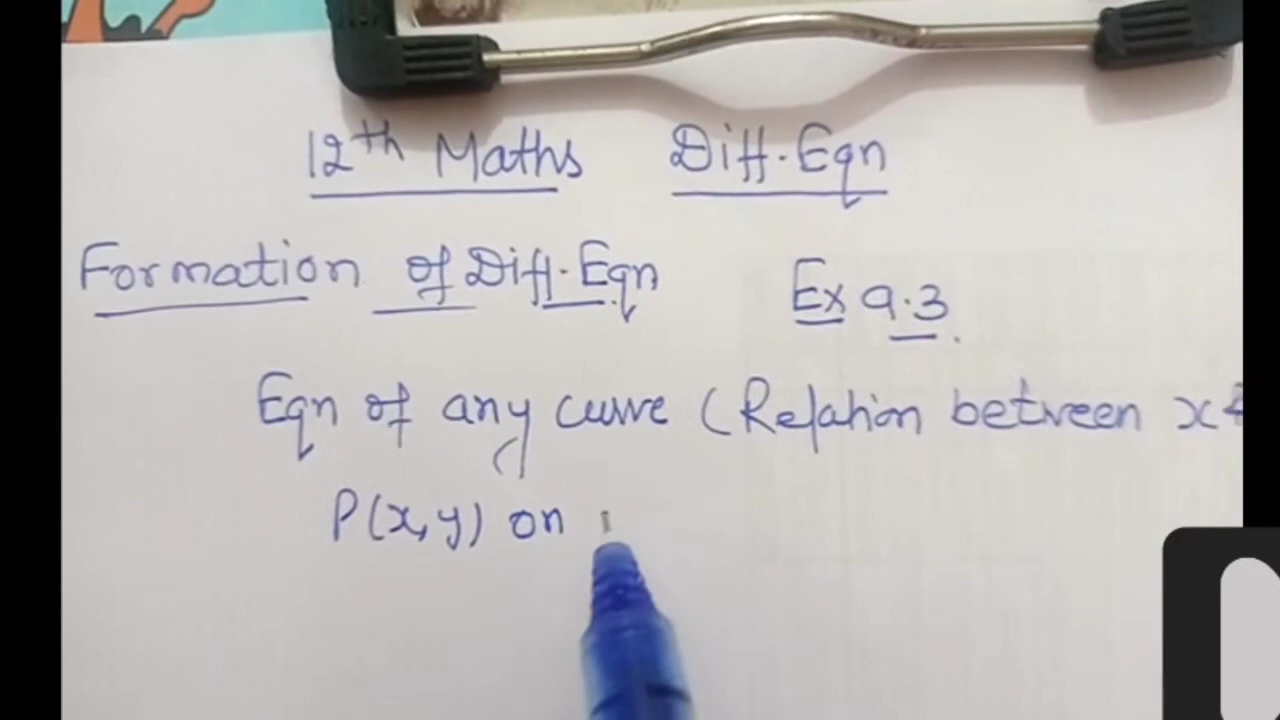 12th Maths Diff. Eqn
Formation of Diff. Eqn Ex 9.3.
Eqn of any curve (Relation between x
P(x,y) on